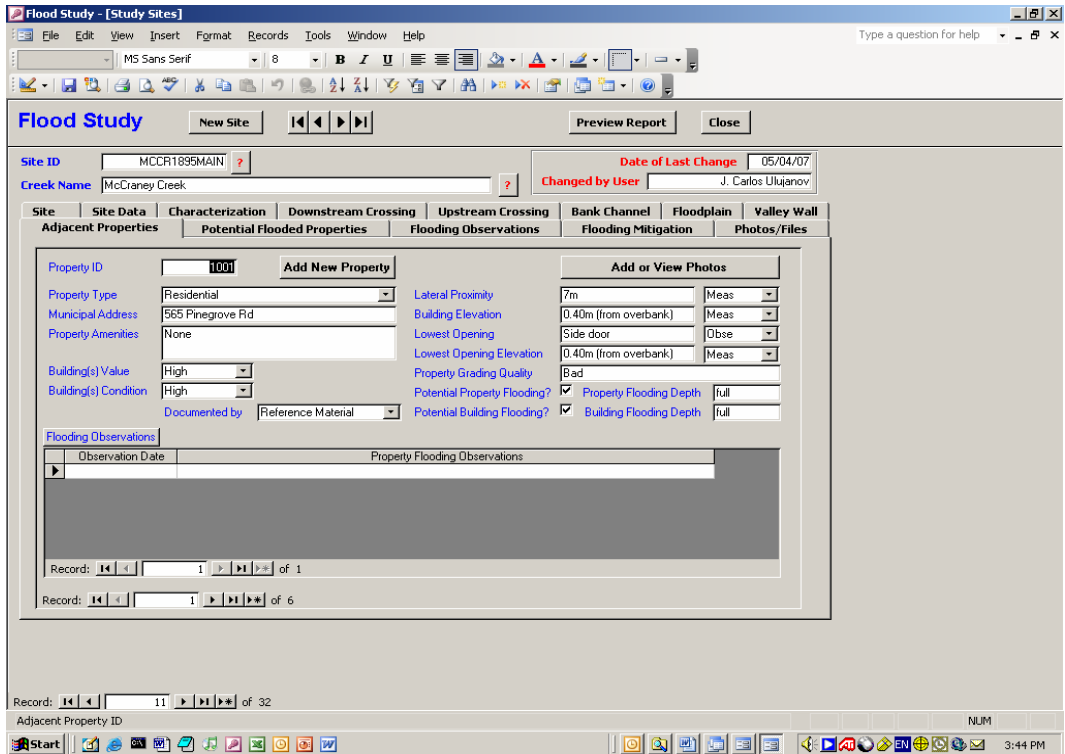 Flood Study - [Study Sites]
File Edit View Insert Format Records Tools Window Help Type a question for help
MS Sans Serif 8 B I U
Flood Study New Site Preview Report Close
Site ID MCCR1895MAIN ? Date of Last Change 05/04/07
Creek Name McCraney Creek ? Changed by User J. Carlos Ulujanov
Site Site Data Characterization Downstream Crossing Upstream Crossing Bank Channel Floodplain Valley Wall
Adjacent Properties Potential Flooded Properties Flooding Observations Flooding Mitigation Photos/Files
Property ID 1001 Add New Property Add or View Photos
Property Type Residential Lateral Proximity 7m Meas
Municipal Address 565 Pinegrove Rd Building Elevation 0.40m (from overbank) Meas
Property Amenities None Lowest Opening Side door Obse
Lowest Opening Elevation 0.40m (from overbank) Meas
Building(s) Value High Property Grading Quality Bad
Building(s) Condition High Potential Property Flooding? Property Flooding Depth full
Documented by Reference Material Potential Building Flooding? Building Flooding Depth full
Flooding Observations
Observation Date Property Flooding Observations
Record: 1 of 1
Record: 1 of 6
Record: 11 of 32
Adjacent Property ID NUM
Start EN 3:44 PM